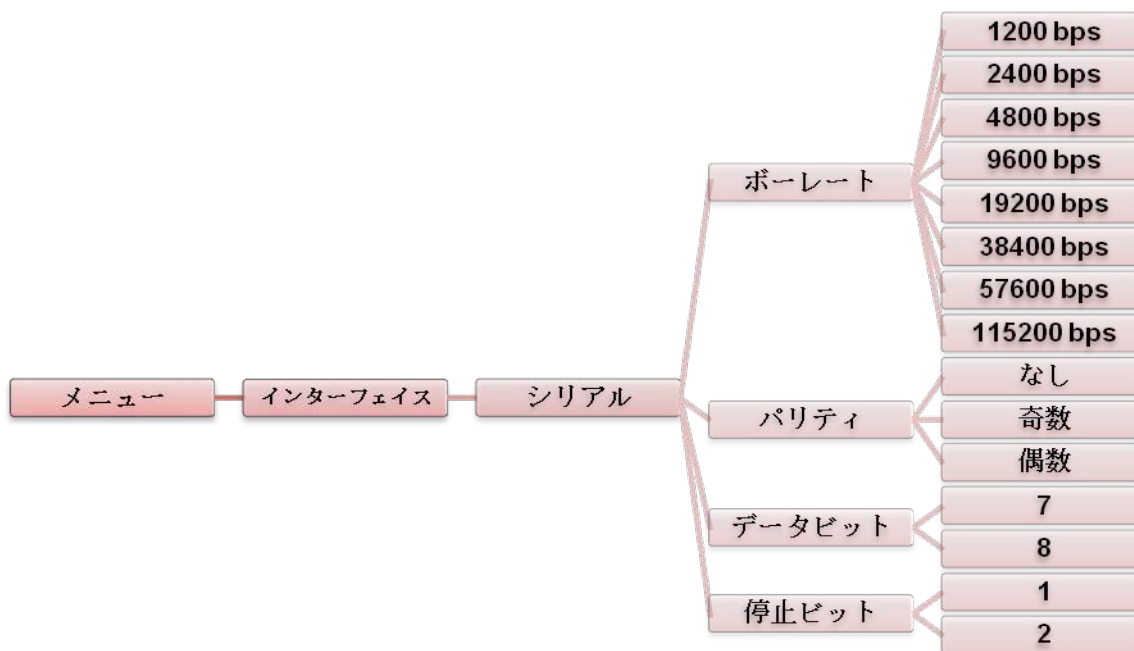 メニュー
インターフェイス
シリアル
ボーレート
1200 bps
2400 bps
4800 bps
9600 bps
19200 bps
38400 bps
57600 bps
115200 bps
パリティ
なし
奇数
偶数
データビット
7
8
停止ビット
1
2